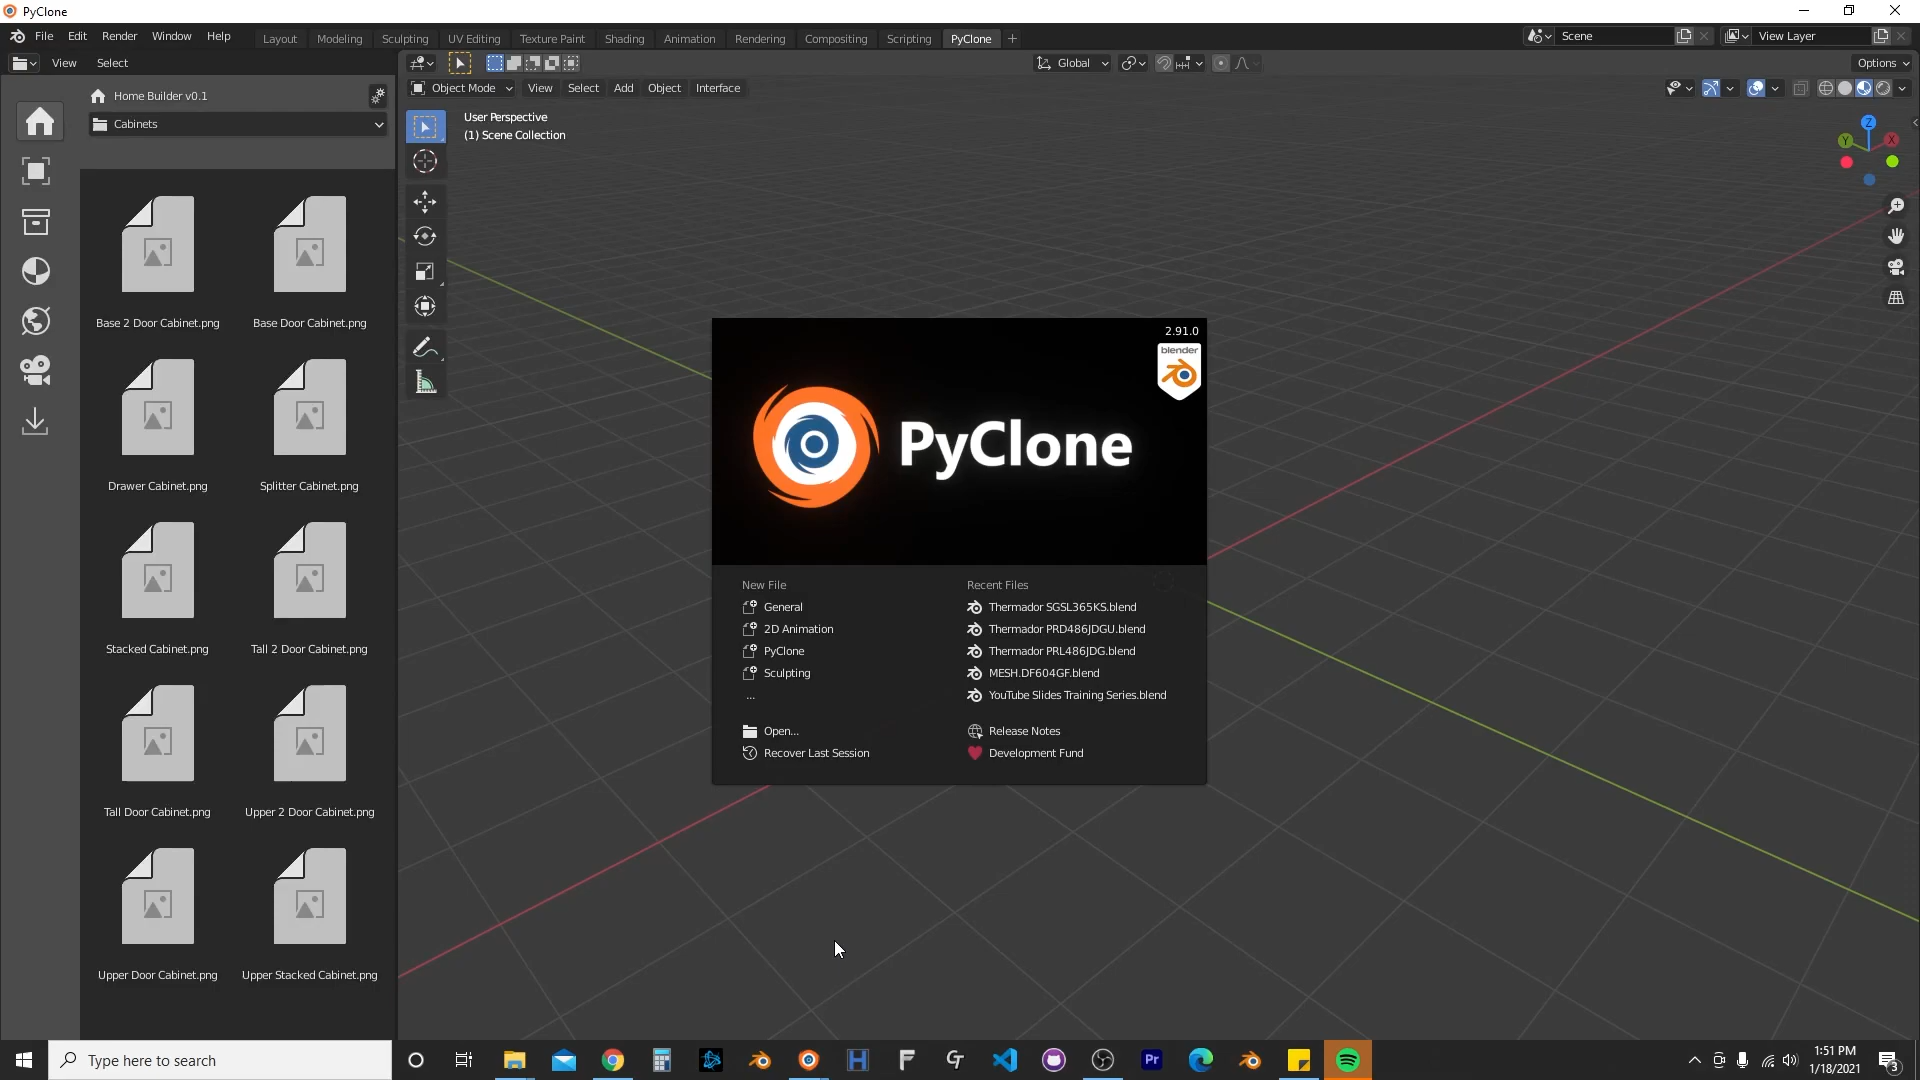 PyClone
File Edit Render Window Help Layout Modeling Sculpting UV Editing Texture Paint Shading Animation Rendering Compositing Scripting PyClone Scene View Layer
View Select Global Options
Object Mode View Select Add Object Interface
Home Builder v0.1
Cabinets
User Perspective
(1) Scene Collection
Z
Y X
Base 2 Door Cabinet.png Base Door Cabinet.png
Drawer Cabinet.png Splitter Cabinet.png
Stacked Cabinet.png Tall 2 Door Cabinet.png
Tall Door Cabinet.png Upper 2 Door Cabinet.png
Upper Door Cabinet.png Upper Stacked Cabinet.png
2.91.0
blender
PyClone
New File
General
2D Animation
PyClone
Sculpting
...
Open...
Recover Last Session
Recent Files
Thermador SGSL365KS.blend
Thermador PRD486JDGU.blend
Thermador PRL486JDG.blend
MESH.DF604GF.blend
YouTube Slides Training Series.blend
Release Notes
Development Fund
Type here to search
Pr
1:51 PM
1/18/2021
3